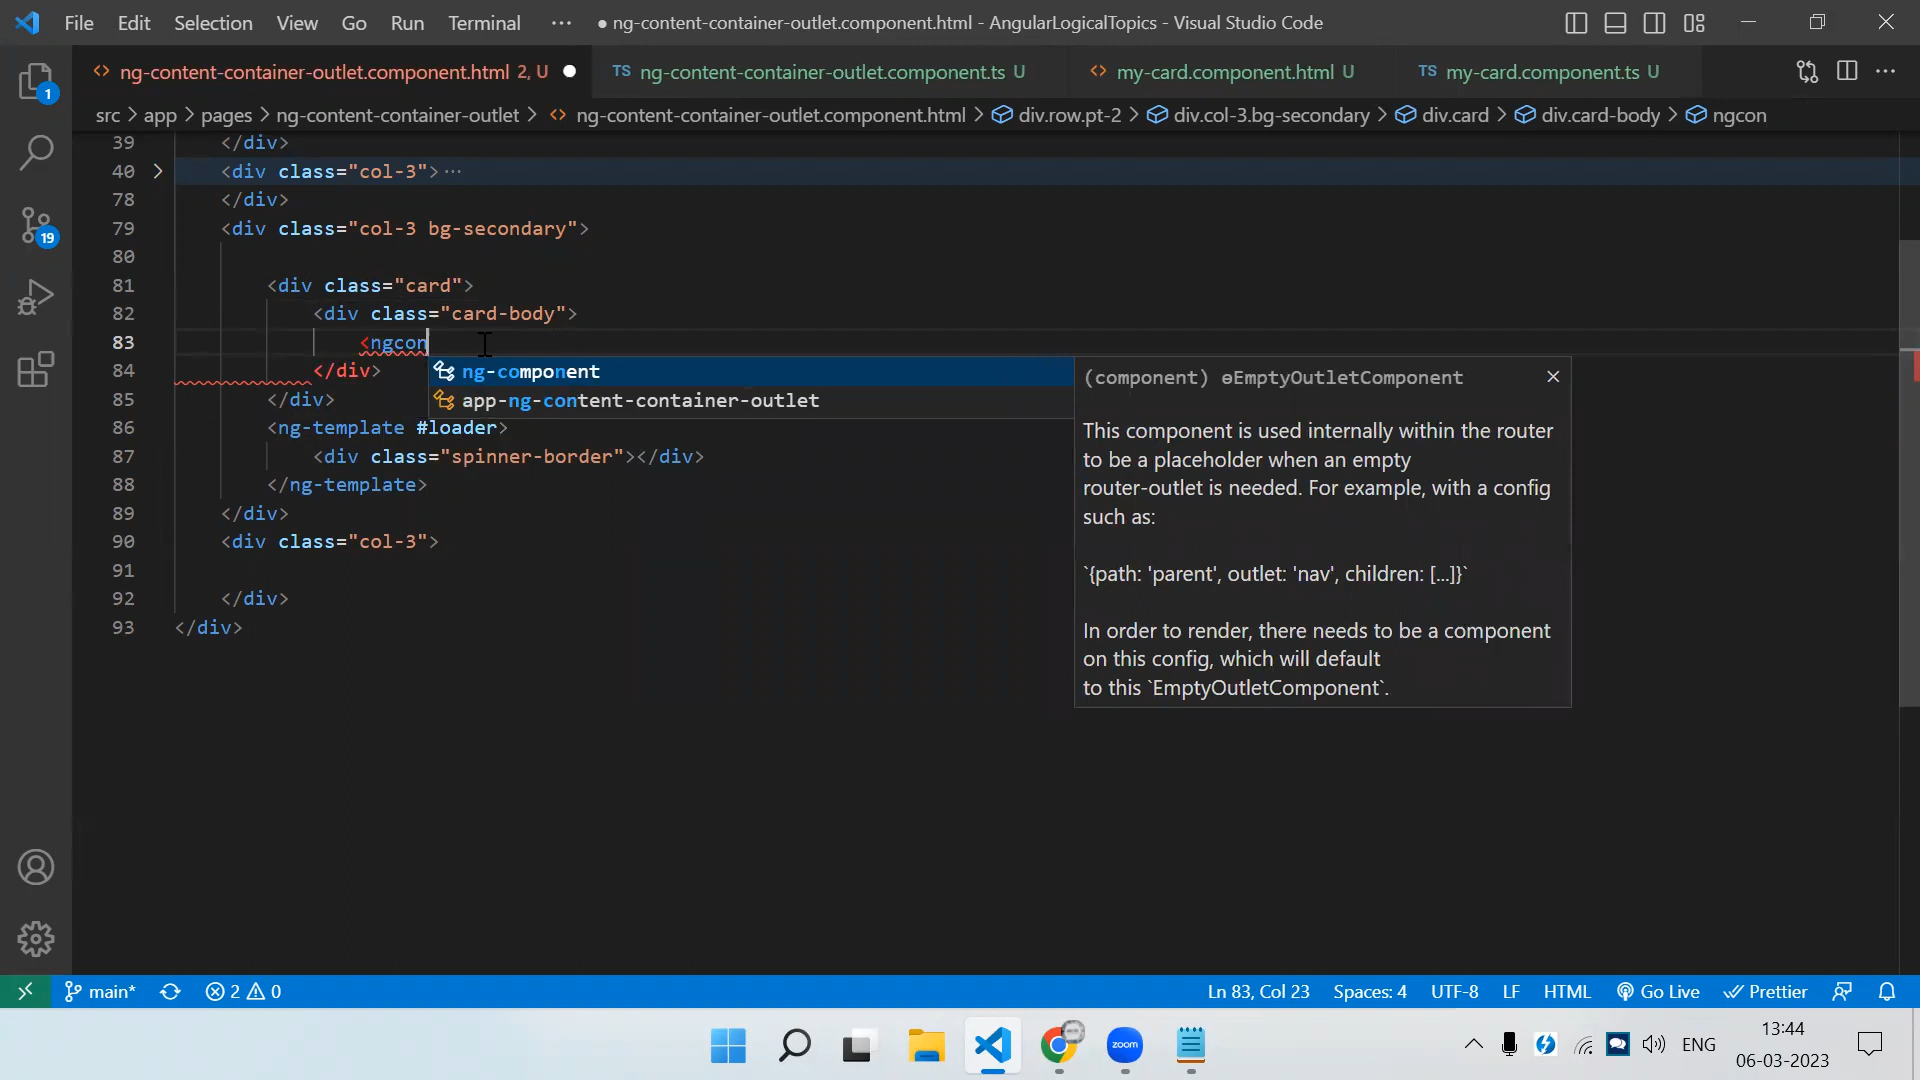 File Edit Selection View Go Run Terminal ··· ● ng-content-container-outlet.component.html - AngularLogicalTopics - Visual Studio Code
<> ng-content-container-outlet.component.html 2, U ● TS ng-content-container-outlet.component.ts U <> my-card.component.html U TS my-card.component.ts U
src > app > pages > ng-content-container-outlet > <> ng-content-container-outlet.component.html > div.row.pt-2 > div.col-3.bg-secondary > div.card > div.card-body > ngcon
39 </div>
40 > <div class="col-3">···
78 </div>
79 <div class="col-3 bg-secondary">
80
81 <div class="card">
82 <div class="card-body">
83 <ngcon
84 </div>
85 </div>
86 <ng-template #loader>
87 <div class="spinner-border"></div>
88 </ng-template>
89 </div>
90 <div class="col-3">
91
92 </div>
93 </div>
ng-component
app-ng-content-container-outlet
(component) ɵEmptyOutletComponent
This component is used internally within the router
to be a placeholder when an empty
router-outlet is needed. For example, with a config
such as:
`{path: 'parent', outlet: 'nav', children: [...]}`
In order to render, there needs to be a component
on this config, which will default
to this `EmptyOutletComponent`.
1
19
main* 2 0 Ln 83, Col 23 Spaces: 4 UTF-8 LF HTML Go Live Prettier
zoom
ENG
13:44
06-03-2023